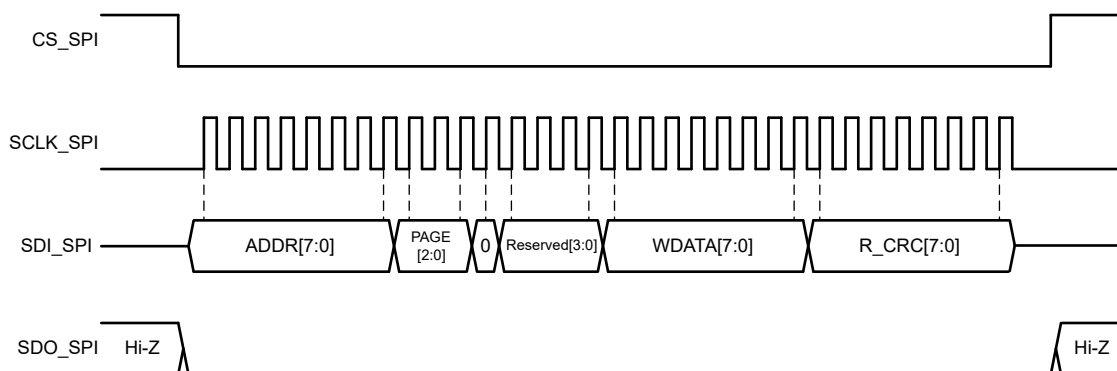 CS_SPI
SCLK_SPI
SDI_SPI
ADDR[7:0]
PAGE
[2:0]
0
Reserved[3:0]
WDATA[7:0]
R_CRC[7:0]
SDO_SPI
Hi-Z
Hi-Z